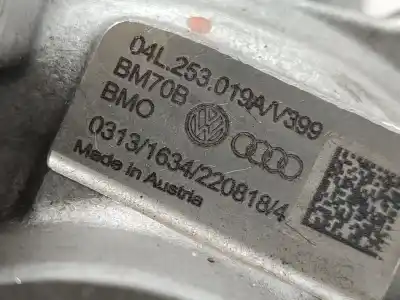 04L.253.019A/V399
BM70B
BMO
0313/1634/220818/4
Made in Austria